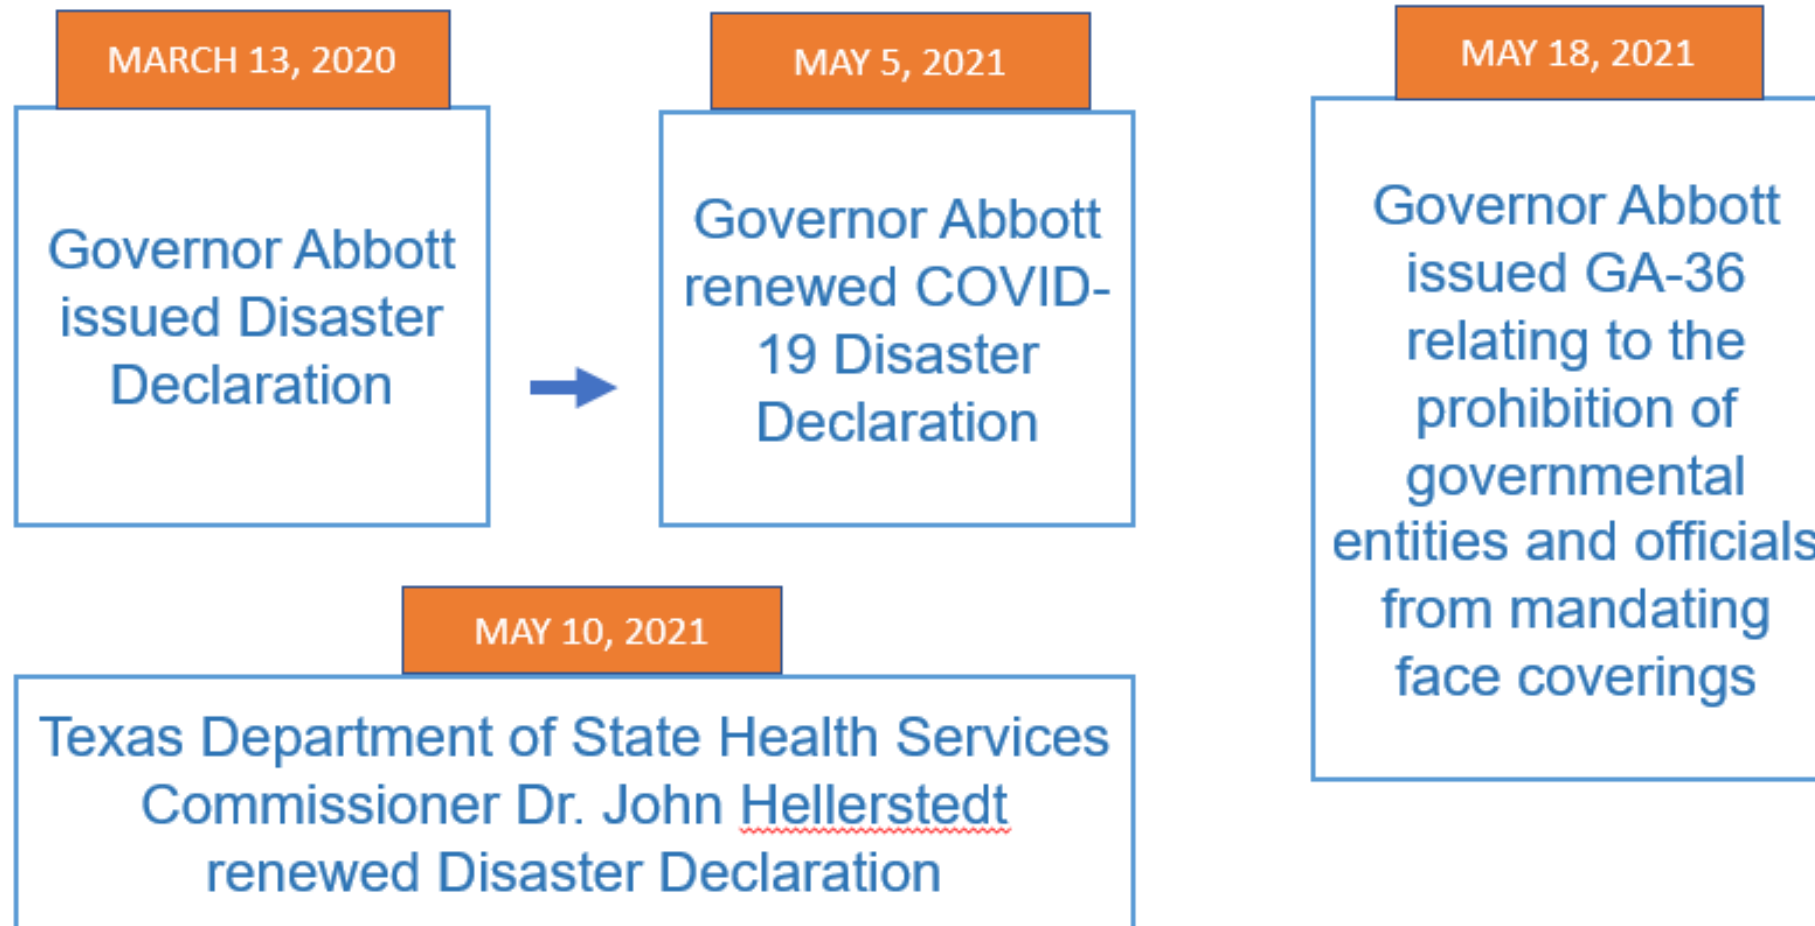 MARCH 13, 2020
Governor Abbott
issued Disaster
Declaration
MAY 5, 2021
Governor Abbott
renewed COVID-
19 Disaster
Declaration
MAY 10, 2021
Texas Department of State Health Services
Commissioner Dr. John Hellerstedt
renewed Disaster Declaration
MAY 18, 2021
Governor Abbott
issued GA-36
relating to the
prohibition of
governmental
entities and officials
from mandating
face coverings